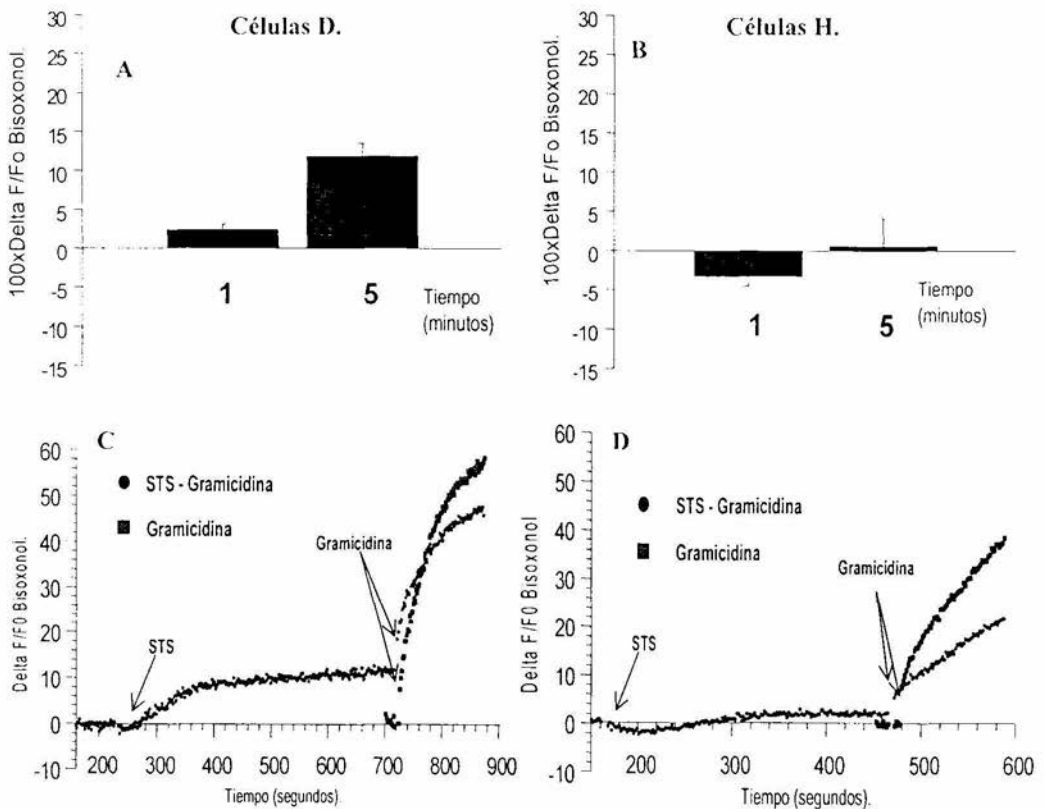 Células D.
A
100xDelta F/Fo Bisoxonol.
30
25
20
15
10
5
0
-5
-10
-15
1
5
Tiempo
(minutos)
Células H.
B
100xDelta F/Fo Bisoxonol.
30
25
20
15
10
5
0
-5
-10
-15
1
5
Tiempo
(minutos)
C
Delta F/F0 Bisoxonol.
60
50
40
30
20
10
0
-10
STS - Gramicidina
Gramicidina
Gramicidina
STS
200 300 400 500 600 700 800 900
Tiempo (segundos).
D
Delta F/F0 Bisoxonol.
60
40
20
0
-10
STS - Gramicidina
Gramicidina
Gramicidina
STS
200 300 400 500 600
Tiempo (segundos).